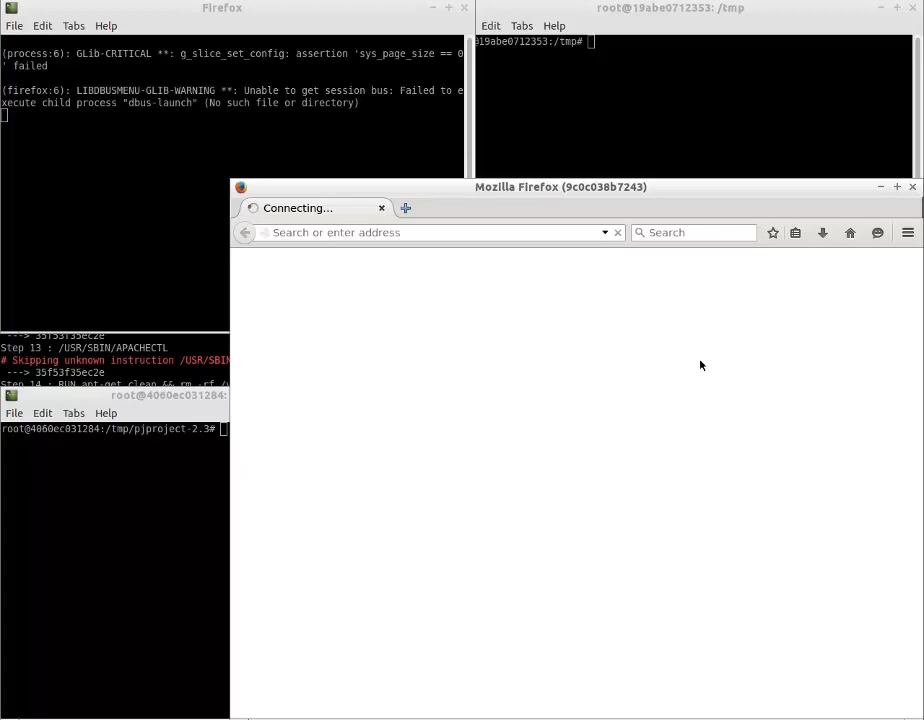 Firefox
File Edit Tabs Help
(process:6): GLib-CRITICAL **: g_slice_set_config: assertion 'sys_page_size == 0
' failed
(firefox:6): LIBDBUSMENU-GLIB-WARNING **: Unable to get session bus: Failed to e
xecute child process "dbus-launch" (No such file or directory)
root@19abe0712353: /tmp
Edit Tabs Help
@19abe0712353:/tmp#
Mozilla Firefox (9c0c038b7243)
Connecting...
Search or enter address
Search
---> 35f53f35ec2e
Step 13 : /USR/SBIN/APACHECTL
# Skipping unknown instruction /USR/SBIN
---> 35f53f35ec2e
Step 14 : RUN apt-get clean && rm -rf /v
root@4060ec031284:
File Edit Tabs Help
root@4060ec031284:/tmp/pjproject-2.3#